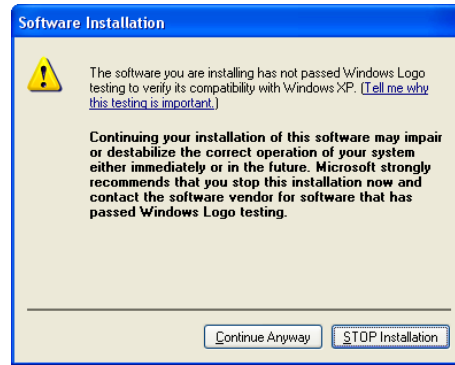 Software Installation
The software you are installing has not passed Windows Logo
testing to verify its compatibility with Windows XP. (Tell me why
this testing is important.)
Continuing your installation of this software may impair
or destabilize the correct operation of your system
either immediately or in the future. Microsoft strongly
recommends that you stop this installation now and
contact the software vendor for software that has
passed Windows Logo testing.
Continue Anyway
STOP Installation